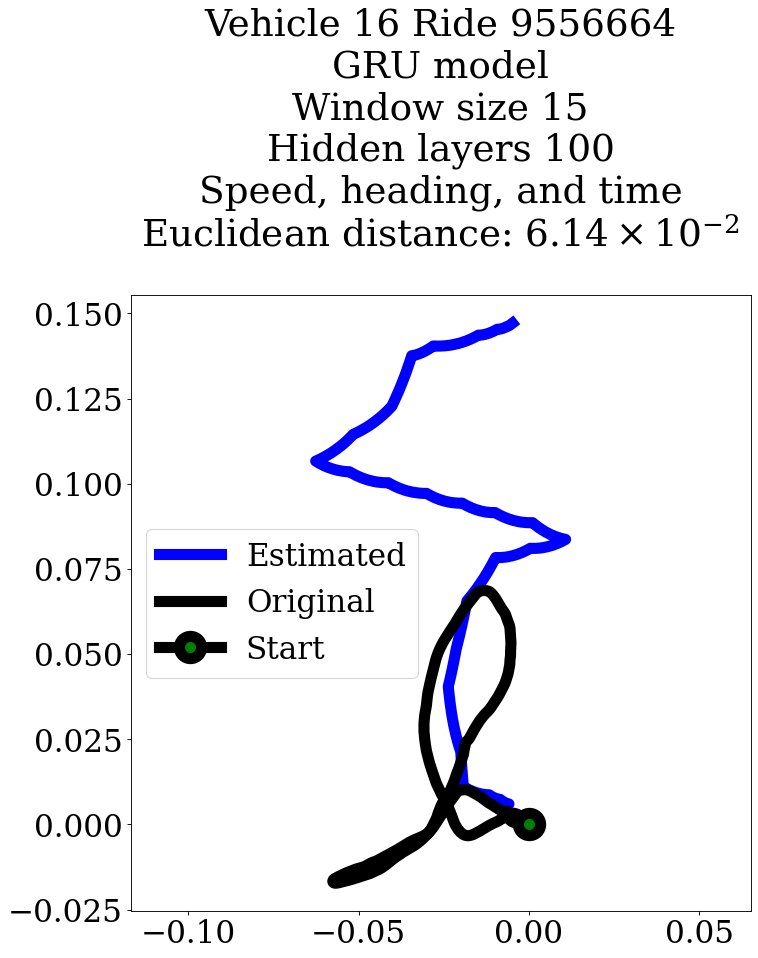 Vehicle 16 Ride 9556664
GRU model
Window size 15
Hidden layers 100
Speed, heading, and time
Euclidean distance: 6.14 × 10⁻²
0.150
0.125
0.100
0.075
0.050
0.025
0.000
−0.025
Estimated
Original
Start
−0.10
−0.05
0.00
0.05